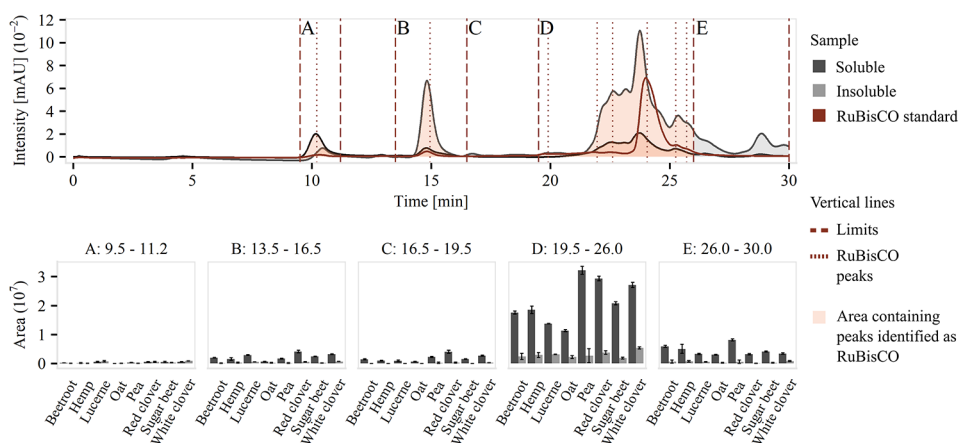 A
B
C
D
E
12
10
8
6
4
2
0
Intensity [mAU] (10⁻²)
0
5
10
15
20
25
30
Time [min]
Sample
Soluble
Insoluble
RuBisCO standard
Vertical lines
Limits
RuBisCO
peaks
Area containing
peaks identified as
RuBisCO
A: 9.5 - 11.2
B: 13.5 - 16.5
C: 16.5 - 19.5
D: 19.5 - 26.0
E: 26.0 - 30.0
3
2
1
0
Area (10⁷)
Beetroot
Hemp
Lucerne
Oat
Pea
Red clover
Sugar beet
White clover
Beetroot
Hemp
Lucerne
Oat
Pea
Red clover
Sugar beet
White clover
Beetroot
Hemp
Lucerne
Oat
Pea
Red clover
Sugar beet
White clover
Beetroot
Hemp
Lucerne
Oat
Pea
Red clover
Sugar beet
White clover
Beetroot
Hemp
Lucerne
Oat
Pea
Red clover
Sugar beet
White clover